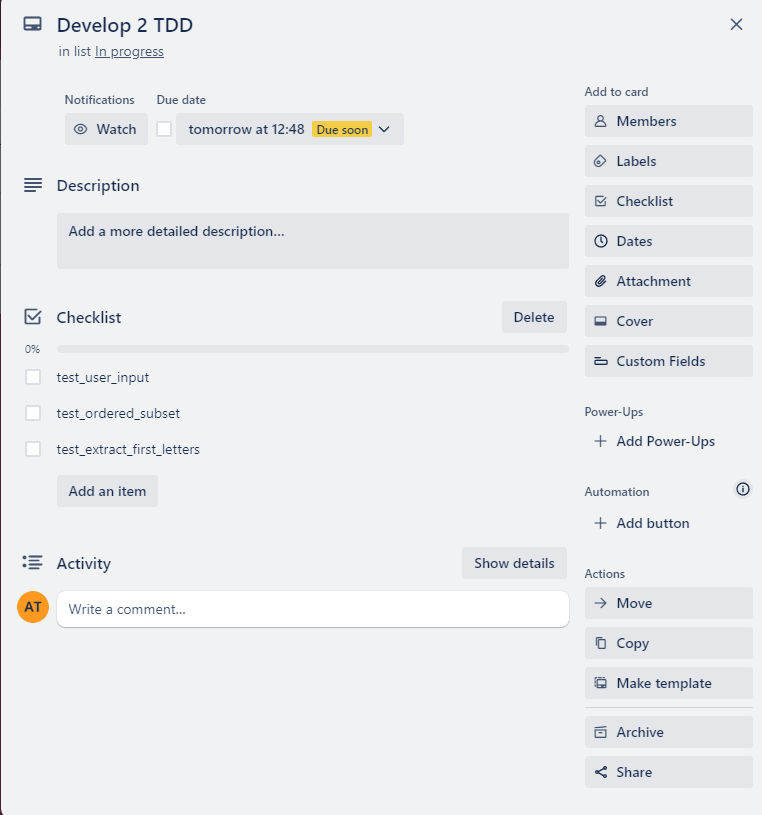 Develop 2 TDD
in list In progress
Notifications
Due date
Watch
tomorrow at 12:48
Due soon
Description
Add a more detailed description...
Checklist
Delete
0%
test_user_input
test_ordered_subset
test_extract_first_letters
Add an item
Activity
Show details
AT
Write a comment...
Add to card
Members
Labels
Checklist
Dates
Attachment
Cover
Custom Fields
Power-Ups
Add Power-Ups
Automation
Add button
Actions
Move
Copy
Make template
Archive
Share